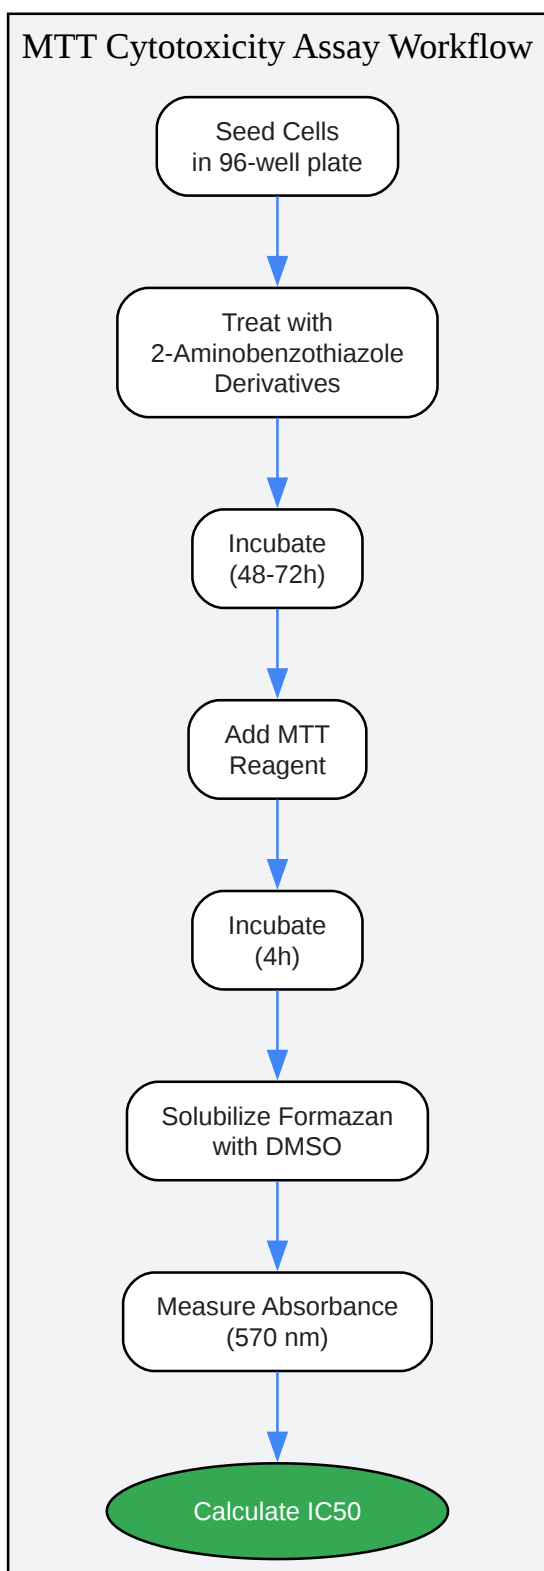 MTT Cytotoxicity Assay Workflow
Seed Cells
in 96-well plate
Treat with
2-Aminobenzothiazole
Derivatives
Incubate
(48-72h)
Add MTT
Reagent
Incubate
(4h)
Solubilize Formazan
with DMSO
Measure Absorbance
(570 nm)
Calculate IC50